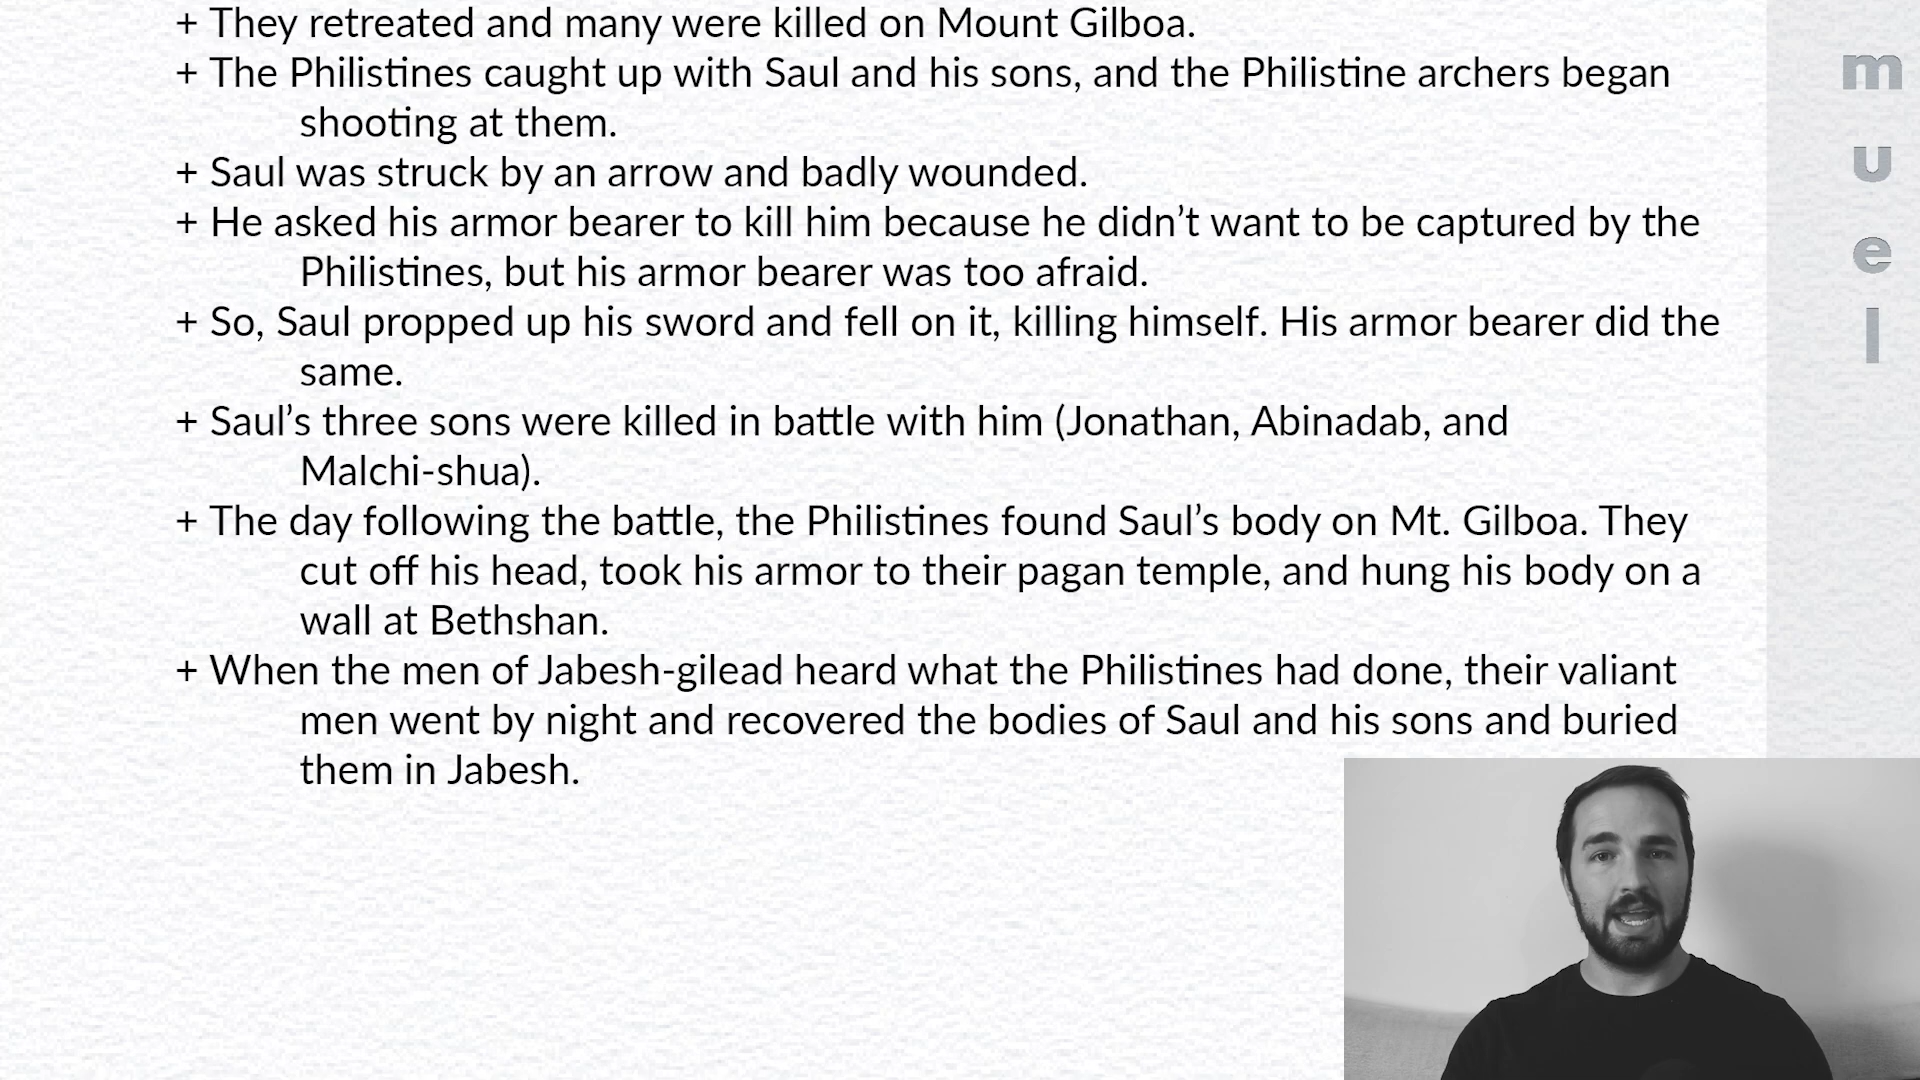 + They retreated and many were killed on Mount Gilboa.
+ The Philistines caught up with Saul and his sons, and the Philistine archers began
shooting at them.
+ Saul was struck by an arrow and badly wounded.
+ He asked his armor bearer to kill him because he didn’t want to be captured by the
Philistines, but his armor bearer was too afraid.
+ So, Saul propped up his sword and fell on it, killing himself. His armor bearer did the
same.
+ Saul’s three sons were killed in battle with him (Jonathan, Abinadab, and
Malchi-shua).
+ The day following the battle, the Philistines found Saul’s body on Mt. Gilboa. They
cut off his head, took his armor to their pagan temple, and hung his body on a
wall at Bethshan.
+ When the men of Jabesh-gilead heard what the Philistines had done, their valiant
men went by night and recovered the bodies of Saul and his sons and buried
them in Jabesh.
m
u
e
l